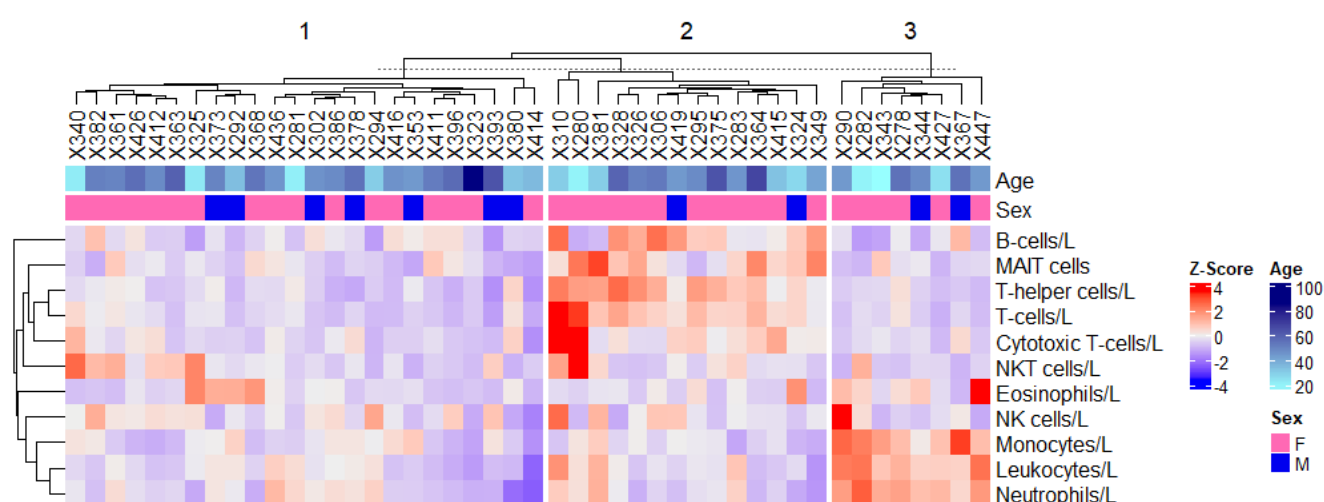 1 2 3
X340 X382 X361 X426 X412 X363 X325 X373 X292 X368 X436 X281 X302 X386 X378 X294 X416 X353 X411 X396 X323 X393 X380 X414 X310 X280 X381 X328 X326 X306 X419 X295 X375 X283 X364 X415 X324 X349 X290 X282 X343 X278 X344 X427 X367 X447
Age
Sex
B-cells/L
MAIT cells
T-helper cells/L
T-cells/L
Cytotoxic T-cells/L
NKT cells/L
Eosinophils/L
NK cells/L
Monocytes/L
Leukocytes/L
Neutrophils/L
Z-Score
4
2
0
-2
-4
Age
100
80
60
40
20
Sex
F
M